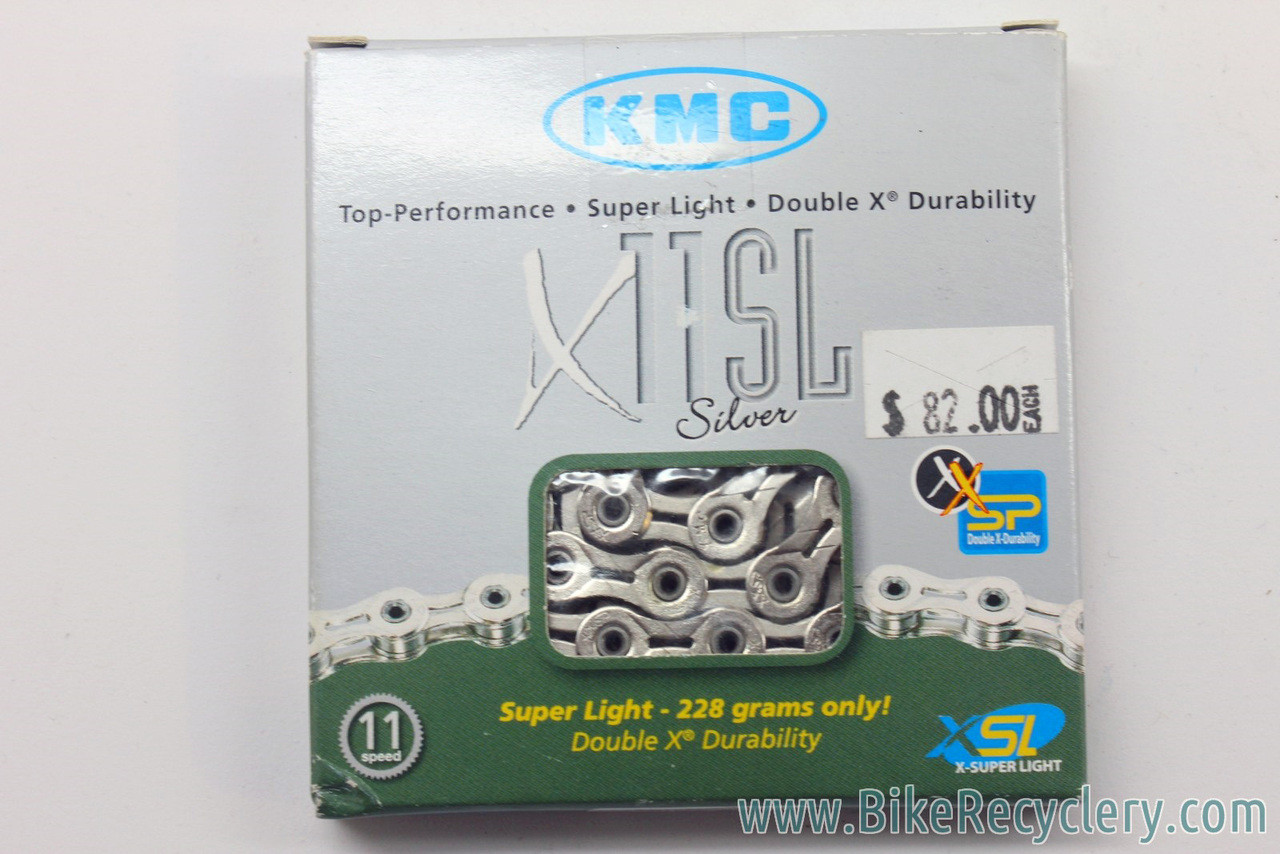 KMC
Top-Performance • Super Light • Double X® Durability
X11SL
Silver
$ 82.00 EACH
XX
SP
Double X-Durability
11
speed
Super Light - 228 grams only!
Double X® Durability
XSL
X-SUPER LIGHT
www.BikeRecyclery.com